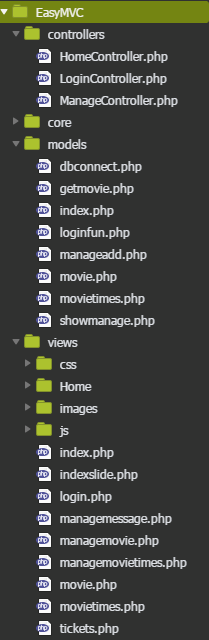 EasyMVC
controllers
HomeController.php
LoginController.php
ManageController.php
core
models
dbconnect.php
getmovie.php
index.php
loginfun.php
manageadd.php
movie.php
movietimes.php
showmanage.php
views
css
Home
images
js
index.php
indexslide.php
login.php
managemessage.php
managemovie.php
managemovietimes.php
movie.php
movietimes.php
tickets.php